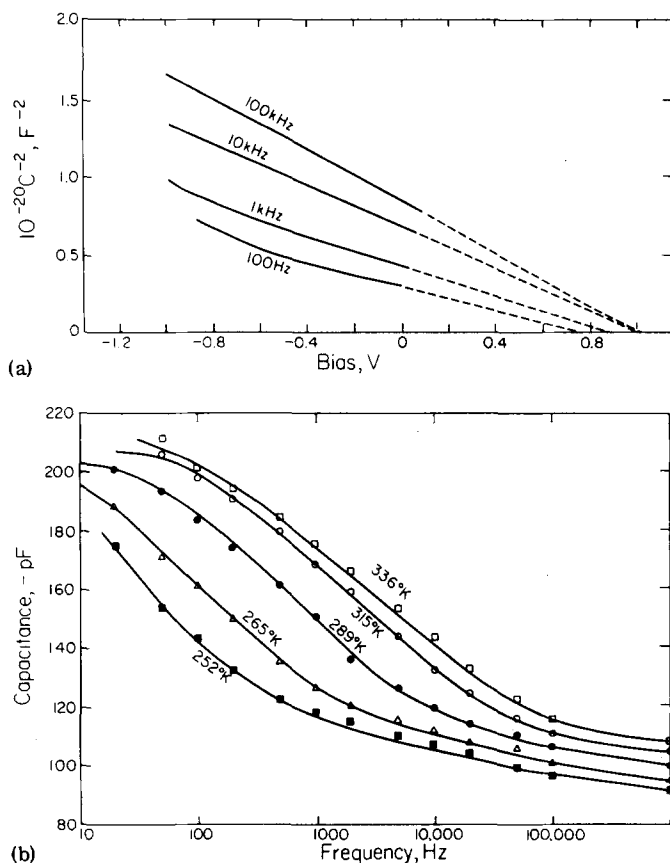 2.0
1.5
1.0
0.5
0
10⁻²⁰C⁻², F⁻²
100kHz
10kHz
1kHz
100Hz
-1.2 -0.8 -0.4 0 0.4 0.8 1.2
Bias, V
(a)
220
200
180
160
140
120
100
80
Capacitance, - pF
336°K
315°K
289°K
265°K
252°K
10 100 1000 10,000 100,000
Frequency, Hz
(b)